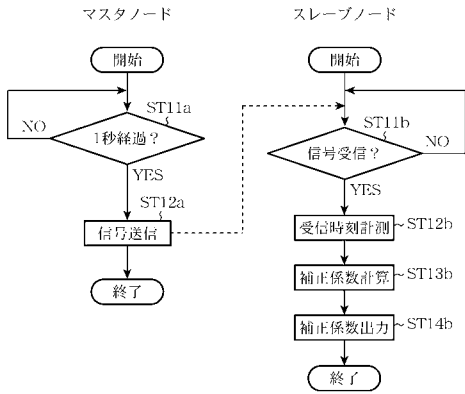 マスタノード
開始
ST11a
NO
1秒経過？
YES
ST12a
信号送信
終了
スレーブノード
開始
ST11b
NO
信号受信？
YES
受信時刻計測
ST12b
補正係数計算
ST13b
補正係数出力
ST14b
終了